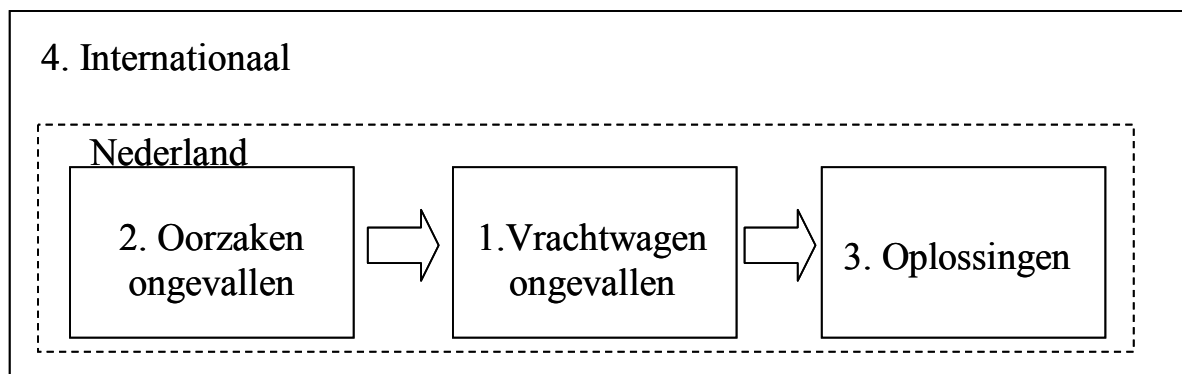 4. Internationaal
Nederland
2. Oorzaken
ongevallen
1.Vrachtwagen
ongevallen
3. Oplossingen